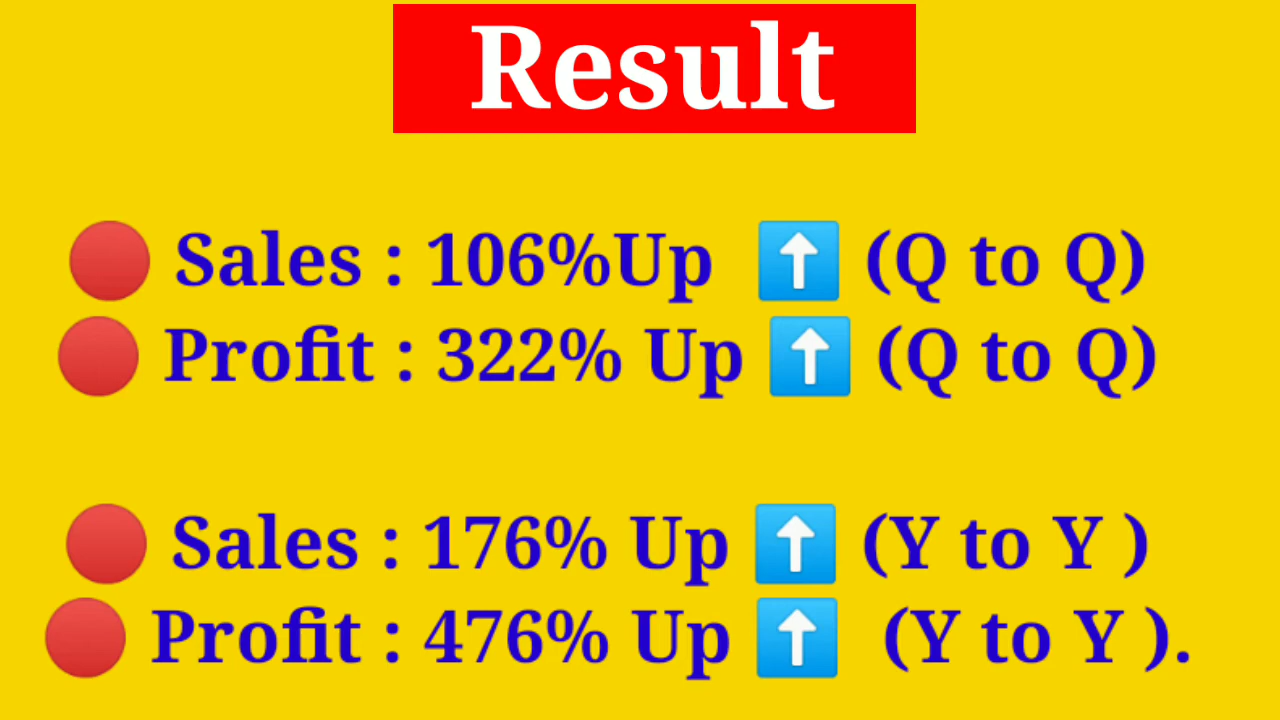 Result
🔴 Sales : 106%Up ⬆️ (Q to Q)
🔴 Profit : 322% Up ⬆️ (Q to Q)
🔴 Sales : 176% Up ⬆️ (Y to Y )
🔴 Profit : 476% Up ⬆️ (Y to Y ).